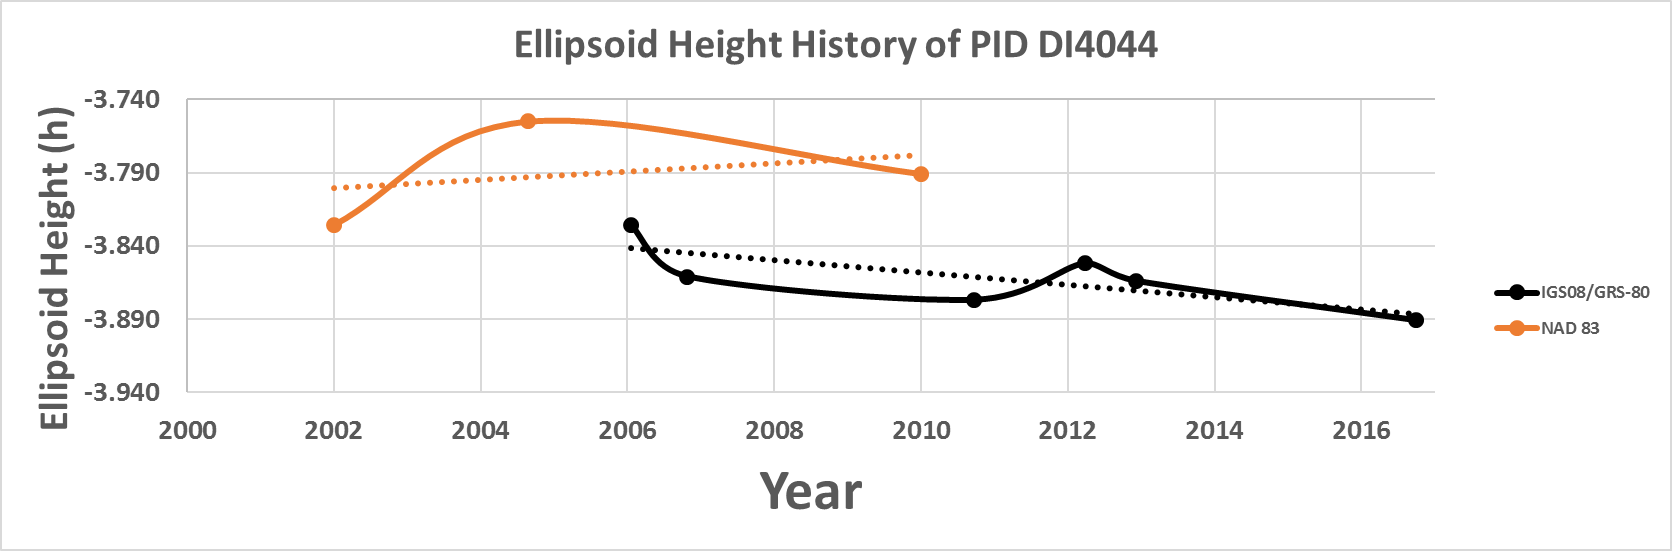 Ellipsoid Height History of PID DI4044
Ellipsoid Height (h)
-3.740
-3.790
-3.840
-3.890
-3.940
2000 2002 2004 2006 2008 2010 2012 2014 2016
Year
IGS08/GRS-80
NAD 83